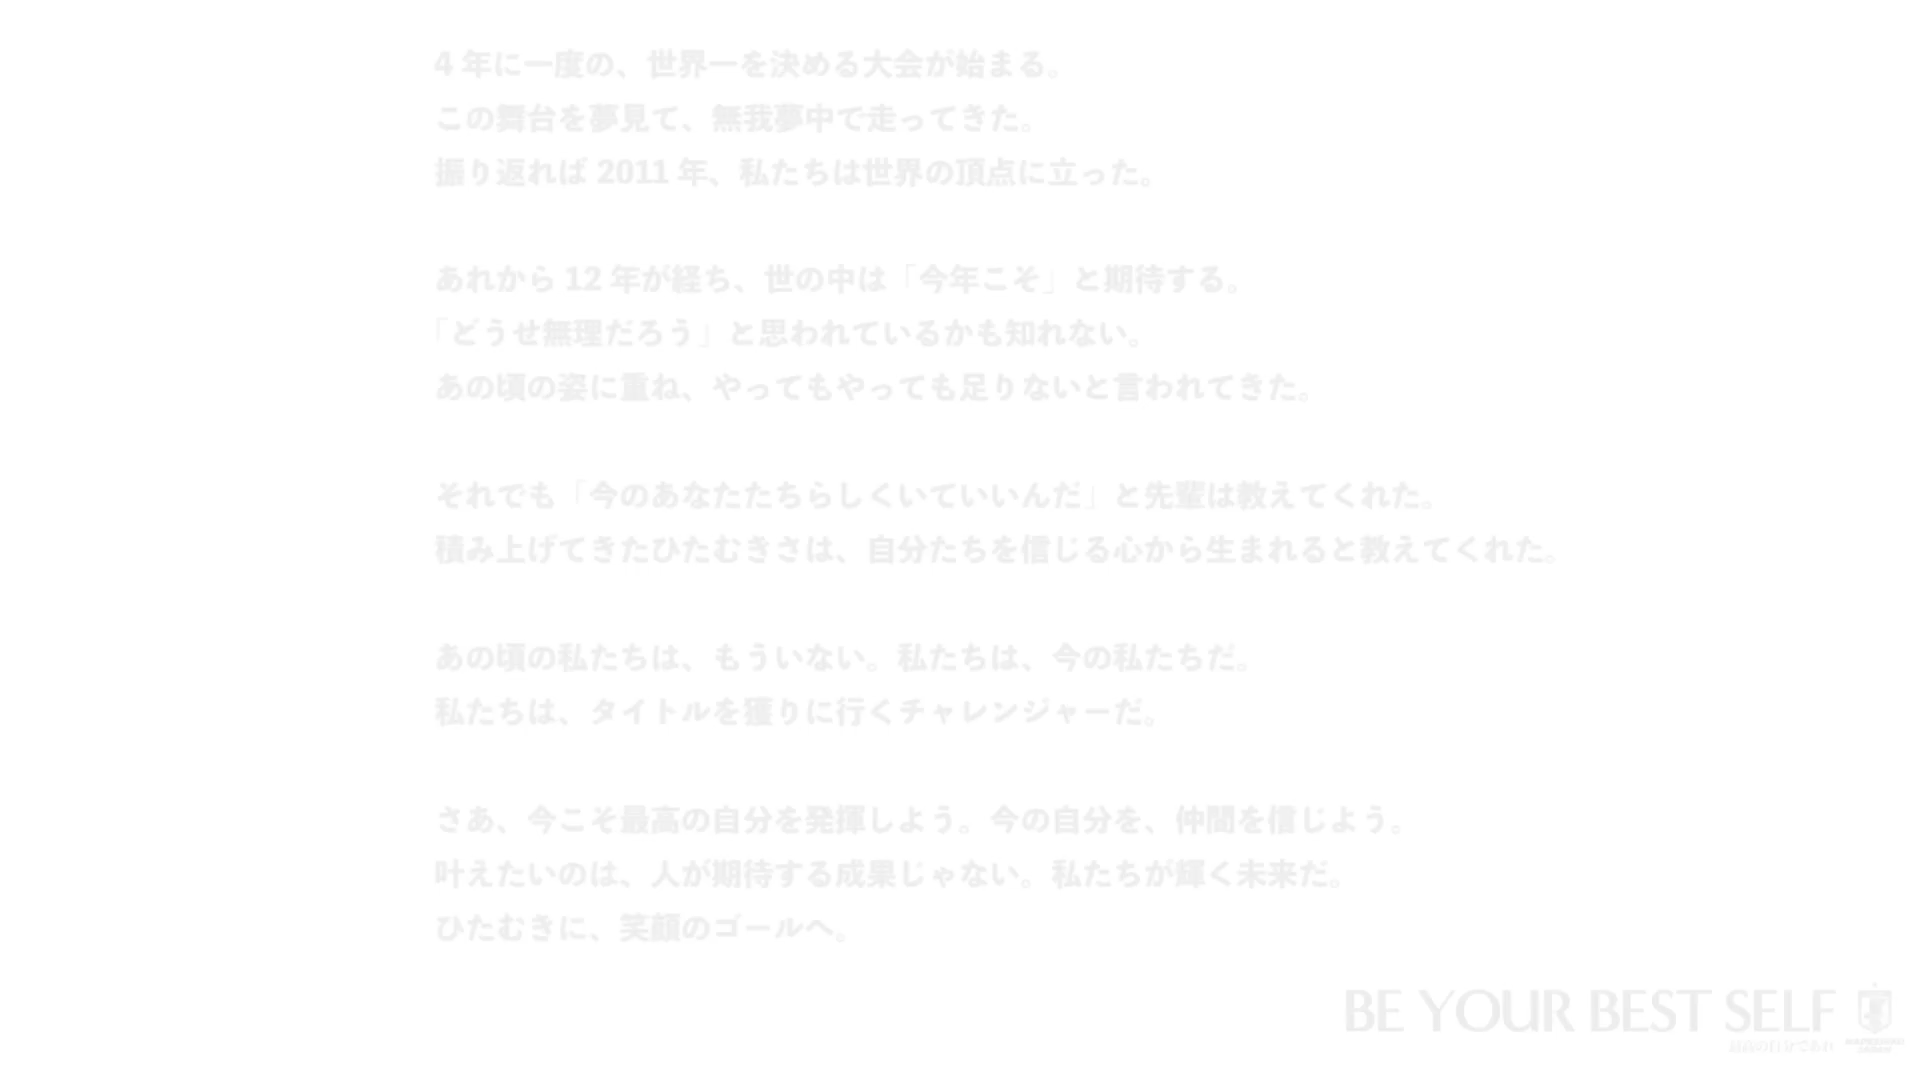 4 年に一度の、世界一を決める大会が始まる。
この舞台を夢見て、無我夢中で走ってきた。
振り返れば 2011 年、私たちは世界の頂点に立った。
あれから 12 年が経ち、世の中は「今年こそ」と期待する。
「どうせ無理だろう」と思われているかも知れない。
あの頃の姿に重ね、やってもやっても足りないと言われてきた。
それでも「今のあなたたちらしくいていいんだ」と先輩は教えてくれた。
積み上げてきたひたむきさは、自分たちを信じる心から生まれると教えてくれた。
あの頃の私たちは、もういない。私たちは、今の私たちだ。
私たちは、タイトルを獲りに行くチャレンジャーだ。
さあ、今こそ最高の自分を発揮しよう。今の自分を、仲間を信じよう。
叶えたいのは、人が期待する成果じゃない。私たちが輝く未来だ。
ひたむきに、笑顔のゴールへ。
BE YOUR BEST SELF
最高の自分であれ